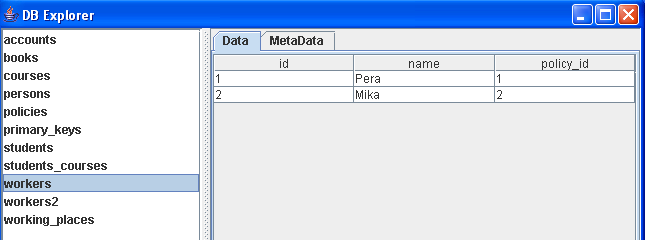 DB Explorer
accounts
books
courses
persons
policies
primary_keys
students
students_courses
workers
workers2
working_places
Data MetaData
id name policy_id
1 Pera 1
2 Mika 2